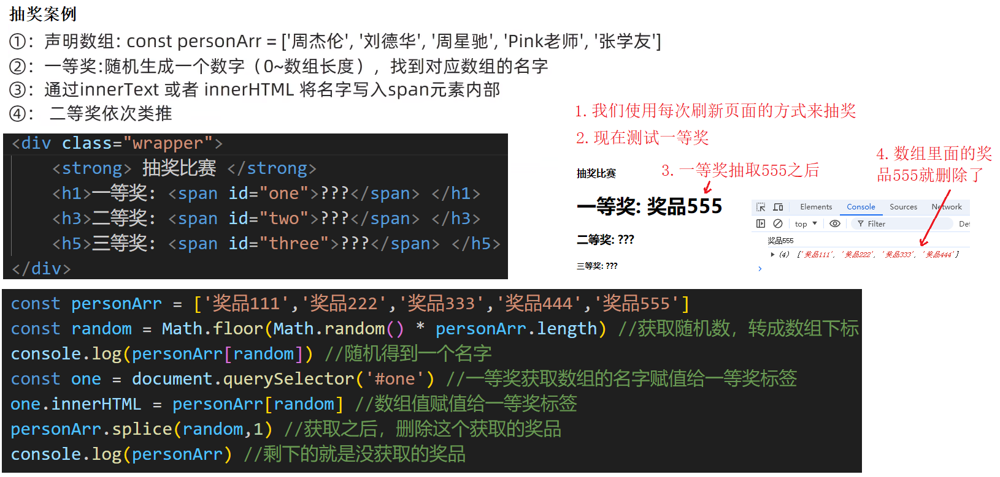 抽奖案例
①：声明数组: const personArr = ['周杰伦', '刘德华', '周星驰', 'Pink老师', '张学友']
②：一等奖:随机生成一个数字（0~数组长度），找到对应数组的名字
③：通过innerText 或者 innerHTML 将名字写入span元素内部
④： 二等奖依次类推
<div class="wrapper">
<strong> 抽奖比赛 </strong>
<h1>一等奖: <span id="one">???</span> </h1>
<h3>二等奖: <span id="two">???</span> </h3>
<h5>三等奖: <span id="three">???</span> </h5>
</div>
1. 我们使用每次刷新页面的方式来抽奖
2. 现在测试一等奖
3. 一等奖抽取555之后
4. 数组里面的奖
品555就删除了
抽奖比赛
一等奖: 奖品555
二等奖: ???
三等奖: ???
Elements Console Sources Network
top Filter Def
奖品555
(4) ['奖品111', '奖品222', '奖品333', '奖品444']
const personArr = ['奖品111','奖品222','奖品333','奖品444','奖品555']
const random = Math.floor(Math.random() * personArr.length) //获取随机数，转成数组下标
console.log(personArr[random]) //随机得到一个名字
const one = document.querySelector('#one') //一等奖获取数组的名字赋值给一等奖标签
one.innerHTML = personArr[random] //数组值赋值给一等奖标签
personArr.splice(random,1) //获取之后，删除这个获取的奖品
console.log(personArr) //剩下的就是没获取的奖品